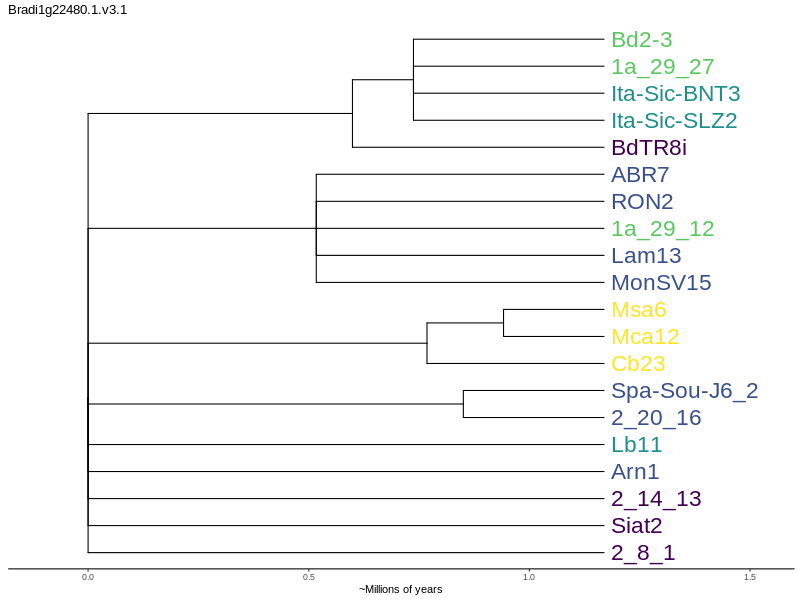 Bradi1g22480.1.v3.1
Bd2-3
1a_29_27
Ita-Sic-BNT3
Ita-Sic-SLZ2
BdTR8i
ABR7
RON2
1a_29_12
Lam13
MonSV15
Msa6
Mca12
Cb23
Spa-Sou-J6_2
2_20_16
Lb11
Arn1
2_14_13
Siat2
2_8_1
0.0 0.5 1.0 1.5
~Millions of years